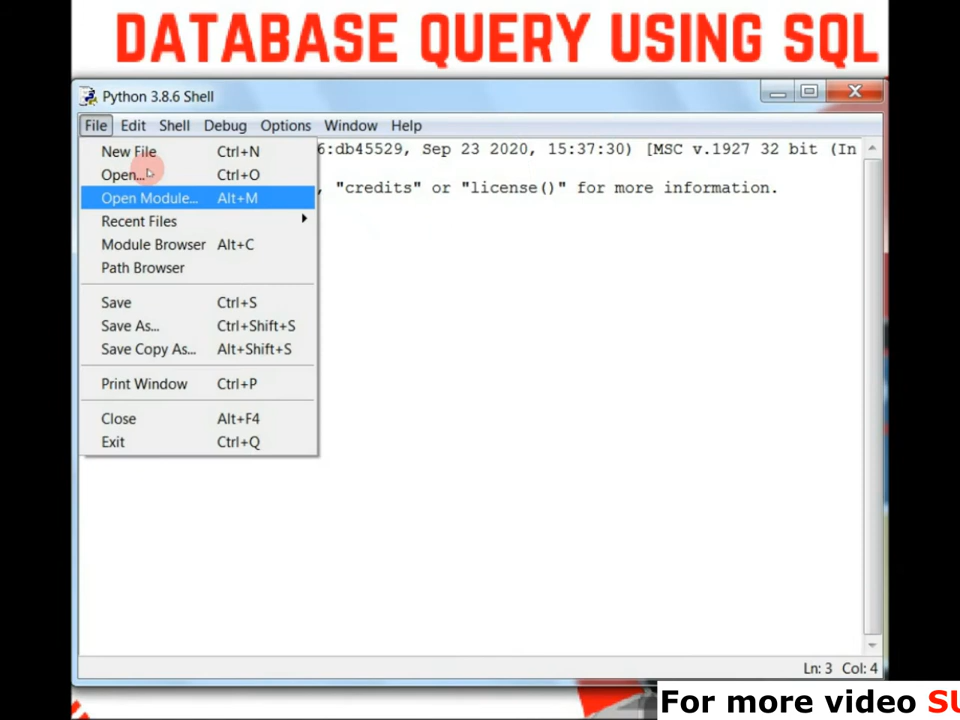 DATABASE QUERY USING SQL
Python 3.8.6 Shell
File Edit Shell Debug Options Window Help
6:db45529, Sep 23 2020, 15:37:30) [MSC v.1927 32 bit (In
, "credits" or "license()" for more information.
New File Ctrl+N
Open... Ctrl+O
Open Module... Alt+M
Recent Files
Module Browser Alt+C
Path Browser
Save Ctrl+S
Save As... Ctrl+Shift+S
Save Copy As... Alt+Shift+S
Print Window Ctrl+P
Close Alt+F4
Exit Ctrl+Q
Ln: 3 Col: 4
For more video SU